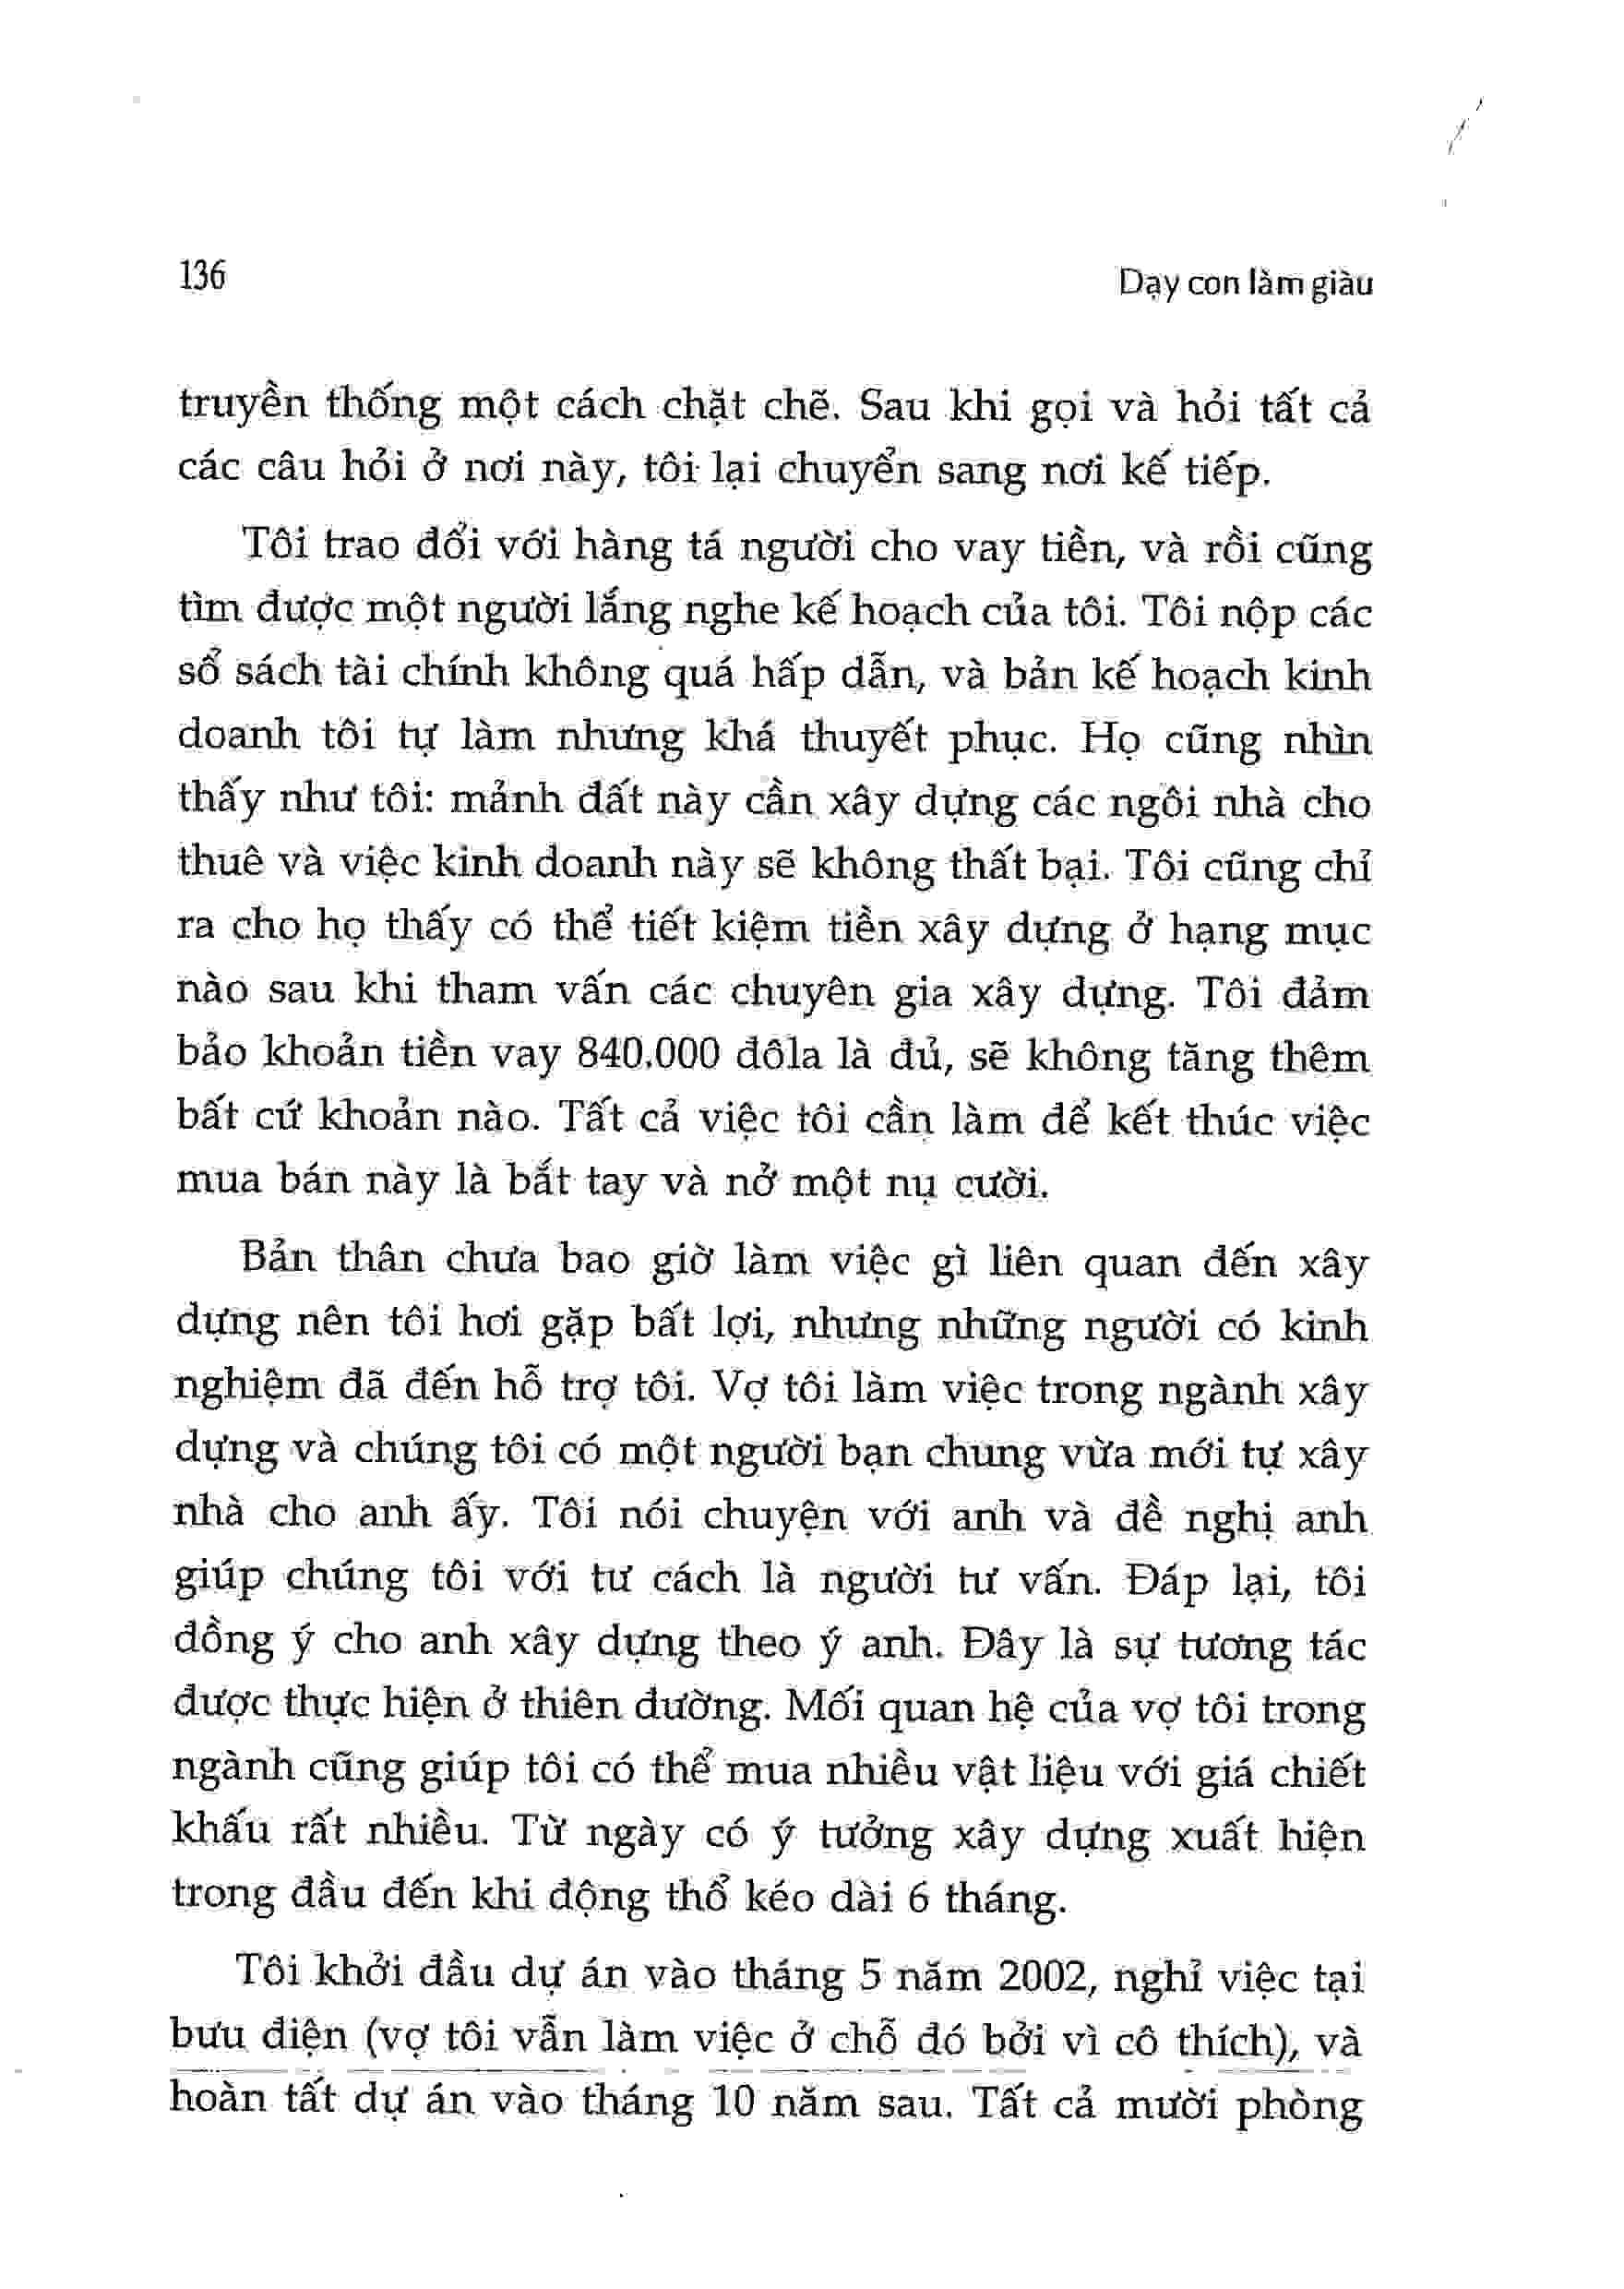 136
Dạy con làm giàu
truyền thống một cách chặt chẽ. Sau khi gọi và hỏi tất cả
các câu hỏi ở nơi này, tôi lại chuyển sang nơi kế tiếp.
Tôi trao đổi với hàng tá người cho vay tiền, và rồi cũng
tìm được một người lắng nghe kế hoạch của tôi. Tôi nộp các
sổ sách tài chính không quá hấp dẫn, và bản kế hoạch kinh
doanh tôi tự làm nhưng khá thuyết phục. Họ cũng nhìn
thấy như tôi: mảnh đất này cần xây dựng các ngôi nhà cho
thuê và việc kinh doanh này sẽ không thất bại. Tôi cũng chỉ
ra cho họ thấy có thể tiết kiệm tiền xây dựng ở hạng mục
nào sau khi tham vấn các chuyên gia xây dựng. Tôi đảm
bảo khoản tiền vay 840.000 đôla là đủ, sẽ không tăng thêm
bất cứ khoản nào. Tất cả việc tôi cần làm để kết thúc việc
mua bán này là bắt tay và nở một nụ cười.
Bản thân chưa bao giờ làm việc gì liên quan đến xây
dựng nên tôi hơi gặp bất lợi, nhưng những người có kinh
nghiệm đã đến hỗ trợ tôi. Vợ tôi làm việc trong ngành xây
dựng và chúng tôi có một người bạn chung vừa mới tự xây
nhà cho anh ấy. Tôi nói chuyện với anh và đề nghị anh
giúp chúng tôi với tư cách là người tư vấn. Đáp lại, tôi
đồng ý cho anh xây dựng theo ý anh. Đây là sự tương tác
được thực hiện ở thiên đường. Mối quan hệ của vợ tôi trong
ngành cũng giúp tôi có thể mua nhiều vật liệu với giá chiết
khấu rất nhiều. Từ ngày có ý tưởng xây dựng xuất hiện
trong đầu đến khi động thổ kéo dài 6 tháng.
Tôi khởi đầu dự án vào tháng 5 năm 2002, nghỉ việc tại
bưu điện (vợ tôi vẫn làm việc ở chỗ đó bởi vì cô thích), và
hoàn tất dự án vào tháng 10 năm sau. Tất cả mười phòng